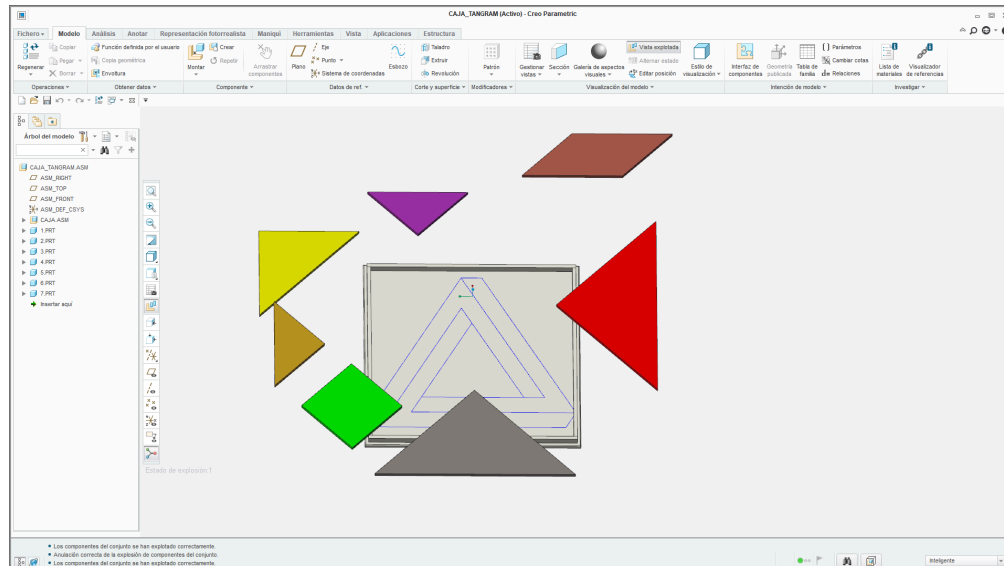 CAJA_TANGRAM (Activo) - Creo Parametric
Fichero Modelo Análisis Anotar Representación fotorrealista Maniquí Herramientas Vista Aplicaciones Estructura
Regenerar
Copiar
Pegar
Borrar
Operaciones
Función definida por el usuario
Copia geométrica
Envoltura
Obtener datos
Montar
Crear
Repetir
Arrastrar
componentes
Componente
Plano
Eje
Punto
Sistema de coordenadas
Esbozo
Datos de ref.
Taladro
Extruir
Revolución
Corte y superficie
Patrón
Modificadores
Gestionar
vistas
Sección
Galería de aspectos
visuales
Vista explotada
Alternar estado
Editar posición
Estilo de
visualización
Visualización del modelo
Interfaz de
componentes
Geometría
publicada
Tabla de
familia
Parámetros
Cambiar cotas
Relaciones
Intención de modelo
Lista de
materiales
Visualizador
de referencias
Investigar
Árbol del modelo
CAJA_TANGRAM.ASM
ASM_RIGHT
ASM_TOP
ASM_FRONT
ASM_DEF_CSYS
CAJA.ASM
1.PRT
2.PRT
3.PRT
4.PRT
5.PRT
6.PRT
7.PRT
Insertar aquí
Estado de explosión:1
Los componentes del conjunto se han explotado correctamente.
Anulación correcta de la explosión de componentes del conjunto.
Los componentes del conjunto se han explotado correctamente.
Inteligente